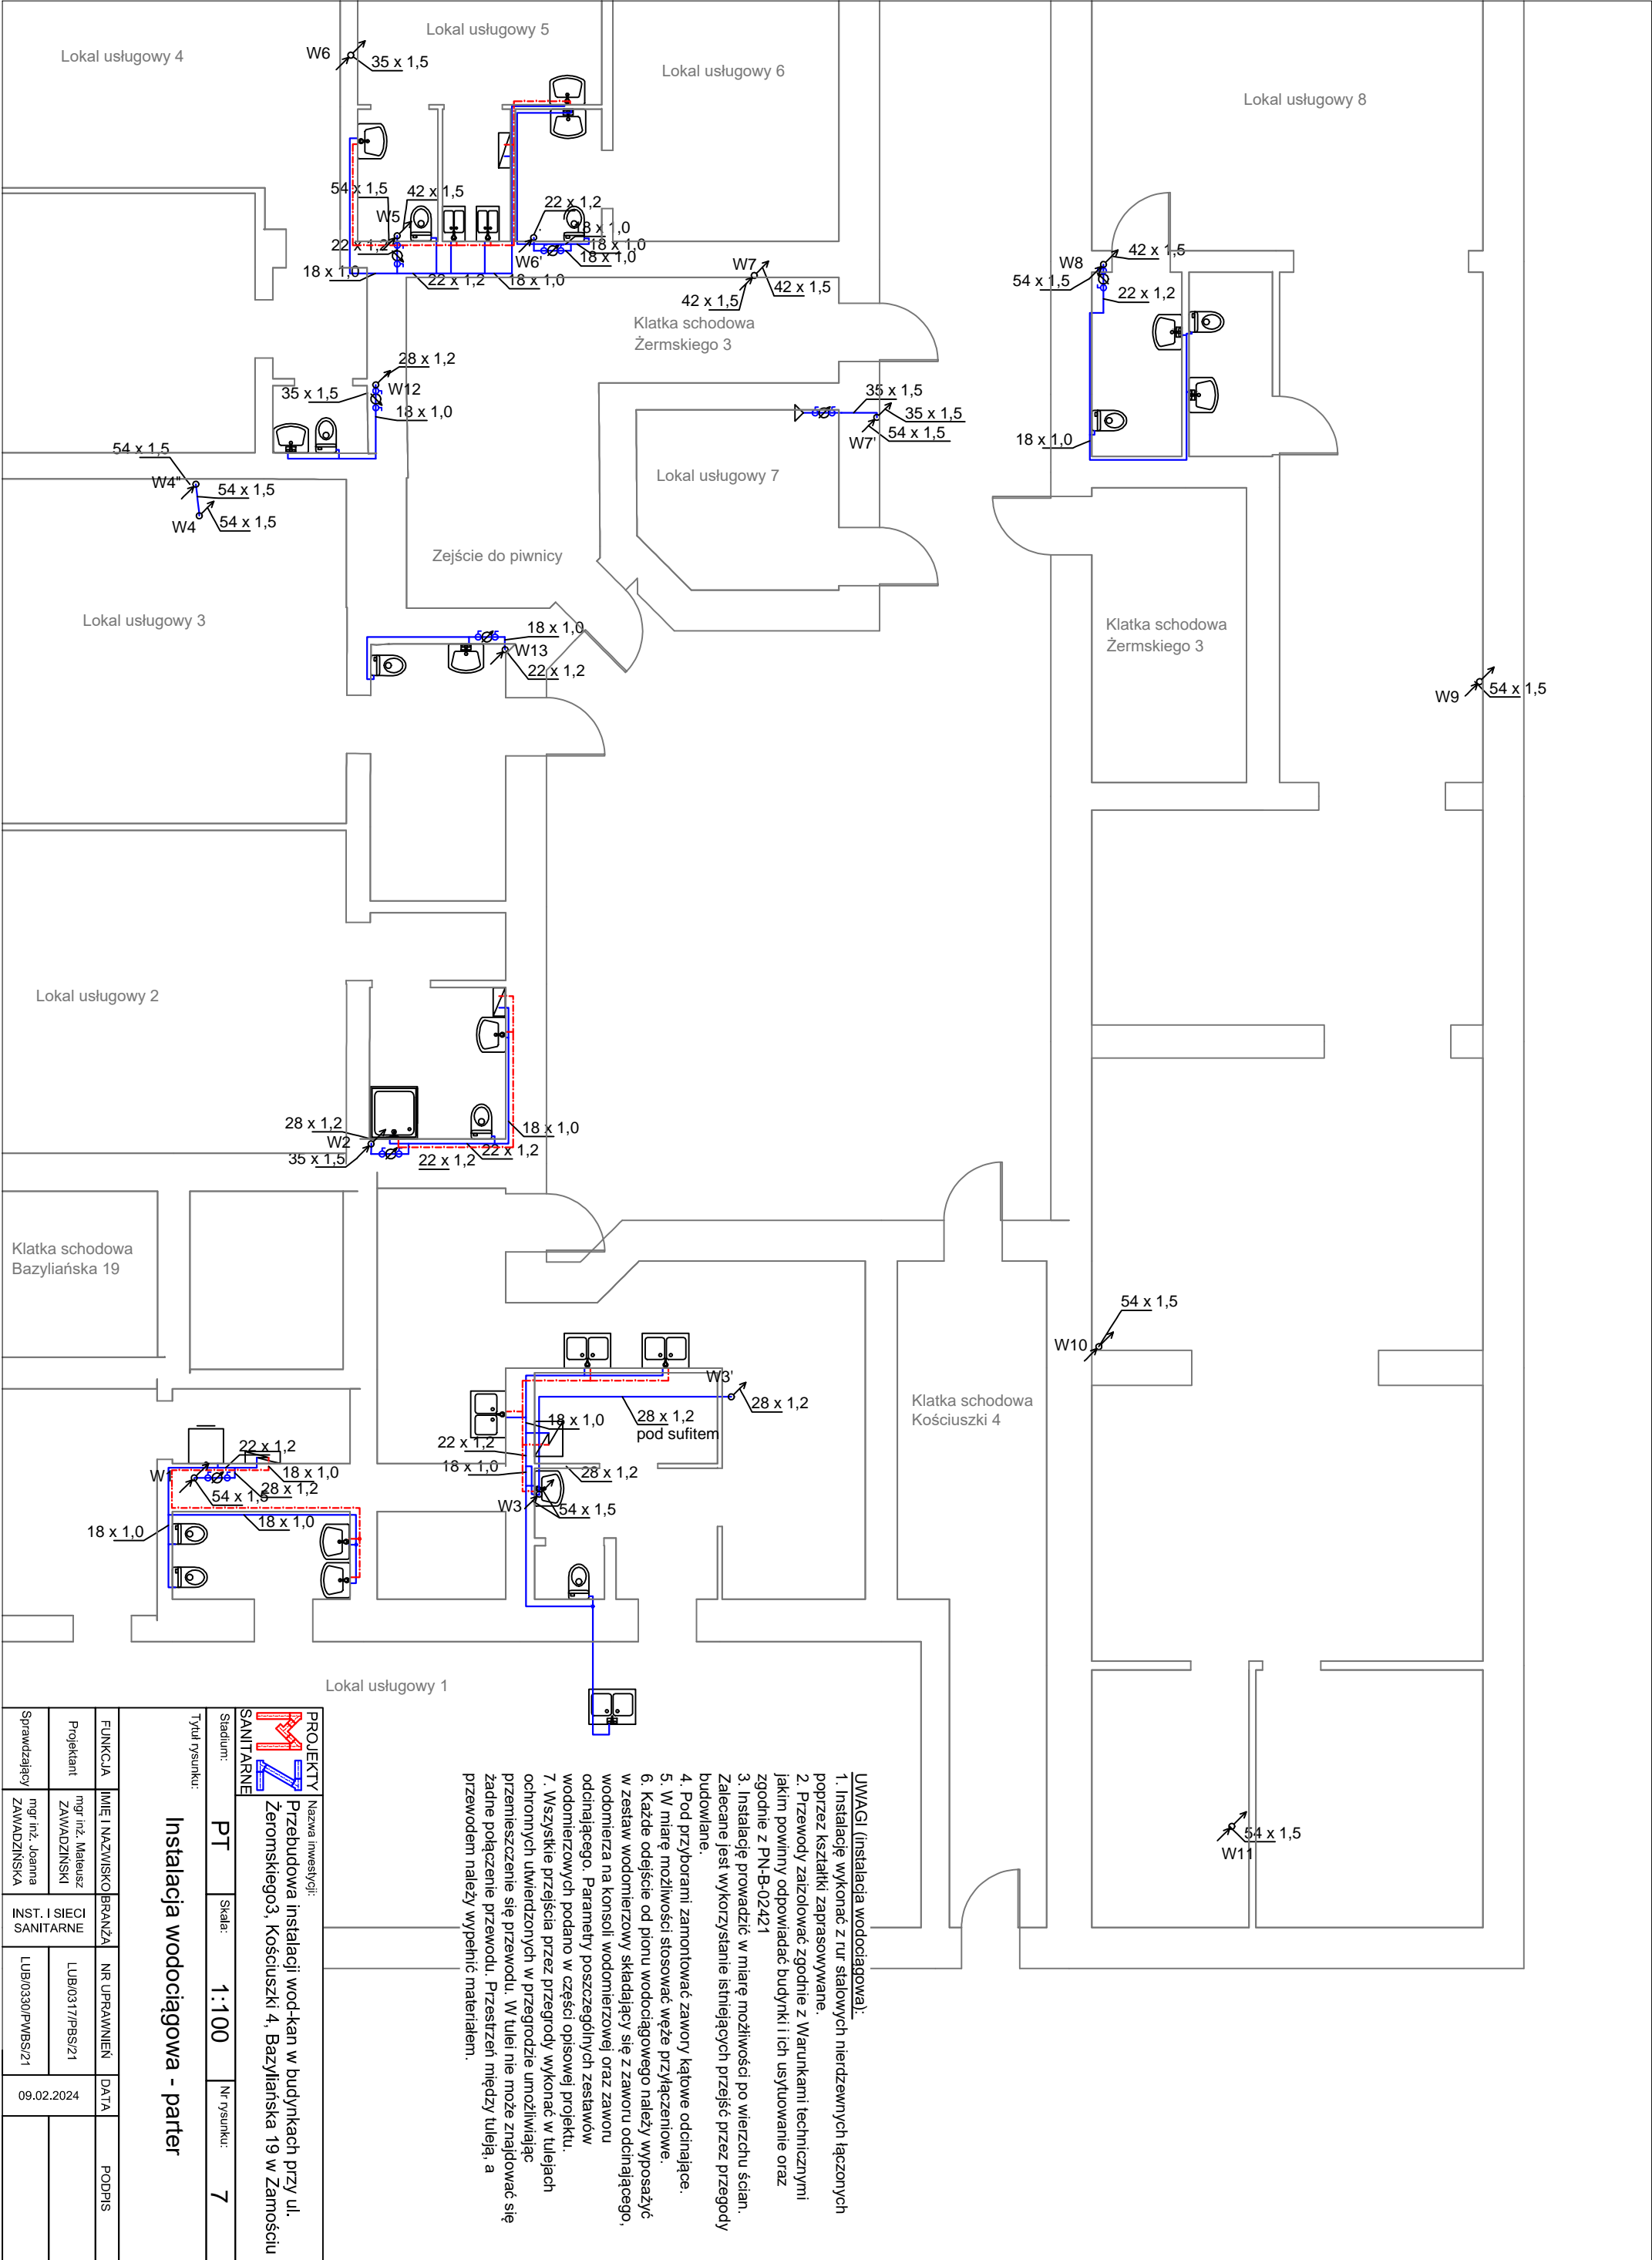 Lokal usługowy 4
W6
35 x 1,5
Lokal usługowy 5
Lokal usługowy 6
Lokal usługowy 8
54 x 1,5
42 x 1,5
W5
22 x 1,2
18 x 1,0
22 x 1,2
18 x 1,0
22 x 1,2
18 x 1,0
18 x 1,0
18 x 1,0
W6'
W7
42 x 1,5
42 x 1,5
Klatka schodowa
Żermskiego 3
W8
42 x 1,5
54 x 1,5
22 x 1,2
18 x 1,0
28 x 1,2
35 x 1,5
W12
18 x 1,0
35 x 1,5
35 x 1,5
54 x 1,5
W7'
Lokal usługowy 7
54 x 1,5
W4"
54 x 1,5
W4
54 x 1,5
Zejście do piwnicy
Lokal usługowy 3
18 x 1,0
W13
22 x 1,2
Klatka schodowa
Żermskiego 3
W9
54 x 1,5
Lokal usługowy 2
28 x 1,2
W2
35 x 1,5
18 x 1,0
22 x 1,2
22 x 1,2
Klatka schodowa
Bazyliańska 19
54 x 1,5
W10
W3'
28 x 1,2
18 x 1,0
28 x 1,2
pod sufitem
22 x 1,2
18 x 1,0
28 x 1,2
W3
54 x 1,5
Klatka schodowa
Kościuszki 4
22 x 1,2
W1
18 x 1,0
28 x 1,2
54 x 1,5
18 x 1,0
18 x 1,0
Lokal usługowy 1
54 x 1,5
W11
UWAGI (instalacja wodociągowa):
1. Instalację wykonać z rur stalowych nierdzewnych łączonych
poprzez kształtki zaprasowywane.
2. Przewody zaizolować zgodnie z Warunkami technicznymi
jakim powinny odpowiadać budynki i ich usytuowanie oraz
zgodnie z PN-B-02421
3. Instalację prowadzić w miarę możliwości po wierzchu ścian.
Zalecane jest wykorzystanie istniejących przejść przez przegrody
budowlane.
4. Pod przyborami zamontować zawory kątowe odcinające.
5. W miarę możliwości stosować węże przyłączeniowe.
6. Każde odejście od pionu wodociągowego należy wyposażyć
w zestaw wodomierzowy składający się z zaworu odcinającego,
wodomierza na konsoli wodomierzowej oraz zaworu
odcinającego. Parametry poszczególnych zestawów
wodomierzowych podano w części opisowej projektu.
7. Wszystkie przejścia przez przegrody wykonać w tulejach
ochronnych utwierdzonych w przegrodzie umożliwiając
przemieszczenie się przewodu. W tulei nie może znajdować się
żadne połączenie przewodu. Przestrzeń między tuleją, a
przewodem należy wypełnić materiałem.
PROJEKTY
MZ
SANITARNE
Nazwa inwestycji:
Przebudowa instalacji wod-kan w budynkach przy ul.
Żeromskiego3, Kościuszki 4, Bazyliańska 19 w Zamościu
Stadium:
PT
Skala:
1:100
Nr rysunku:
7
Tytuł rysunku:
Instalacja wodociągowa - parter
FUNKCJA
IMIĘ I NAZWISKO
BRANŻA
NR UPRAWNIEŃ
DATA
PODPIS
Projektant
mgr inż. Mateusz
ZAWADZIŃSKI
INST. I SIECI
SANITARNE
LUB/0317/PBS/21
09.02.2024
Sprawdzający
mgr inż. Joanna
ZAWADZIŃSKA
LUB/0330/PWBS/21